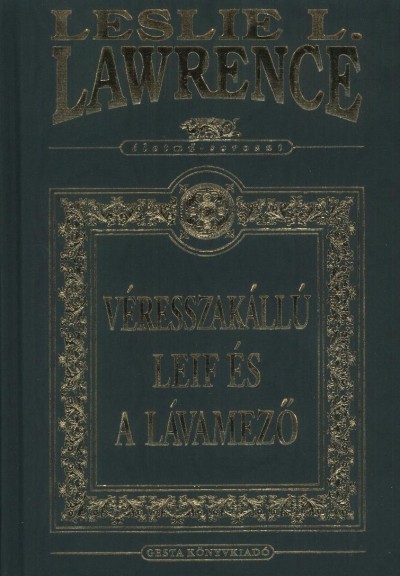 LESLIE L.
LAWRENCE
életmű-sorozat
VÉRESSZAKÁLLÚ
LEIF ÉS
A LÁVAMEZŐ
GESTA KÖNYVKIADÓ